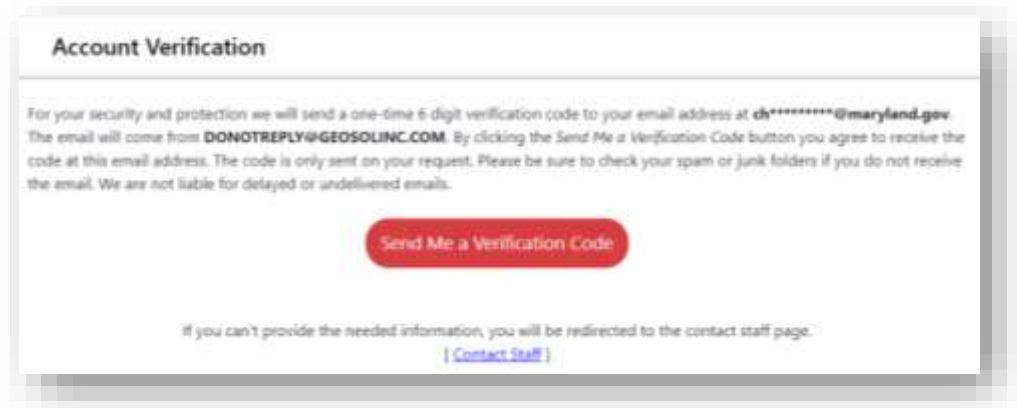 Account Verification
For your security and protection we will send a one-time 6 digit verification code to your email address at ch*********@maryland.gov.
The email will come from DONOTREPLY@GEOSOLINC.COM. By clicking the Send Me a Verification Code button you agree to receive the
code at this email address. The code is only sent on your request. Please be sure to check your spam or junk folders if you do not receive
the email. We are not liable for delayed or undelivered emails.
Send Me a Verification Code
If you can't provide the needed information, you will be redirected to the contact staff page.
[ Contact Staff ]